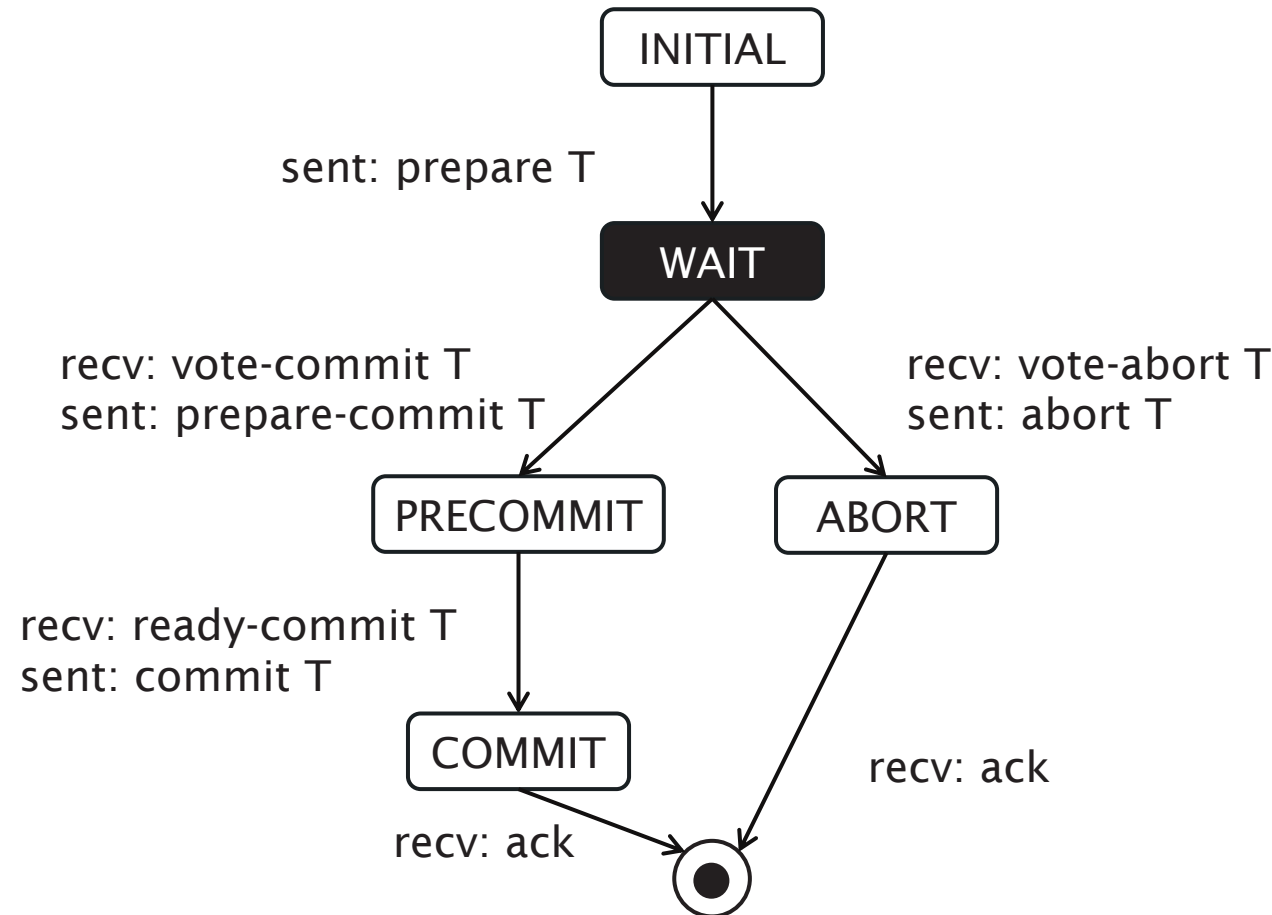 INITIAL
sent: prepare T
WAIT
recv: vote-commit T
sent: prepare-commit T
recv: vote-abort T
sent: abort T
PRECOMMIT
ABORT
recv: ready-commit T
sent: commit T
COMMIT
recv: ack
recv: ack